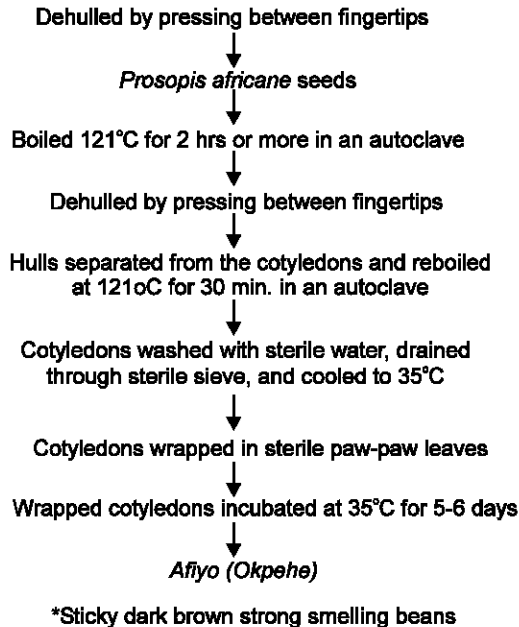 Dehulled by pressing between fingertips
Prosopis africane seeds
Boiled 121°C for 2 hrs or more in an autoclave
Dehulled by pressing between fingertips
Hulls separated from the cotyledons and reboiled
at 121oC for 30 min. in an autoclave
Cotyledons washed with sterile water, drained
through sterile sieve, and cooled to 35°C
Cotyledons wrapped in sterile paw-paw leaves
Wrapped cotyledons incubated at 35°C for 5-6 days
Afiyo (Okpehe)
*Sticky dark brown strong smelling beans